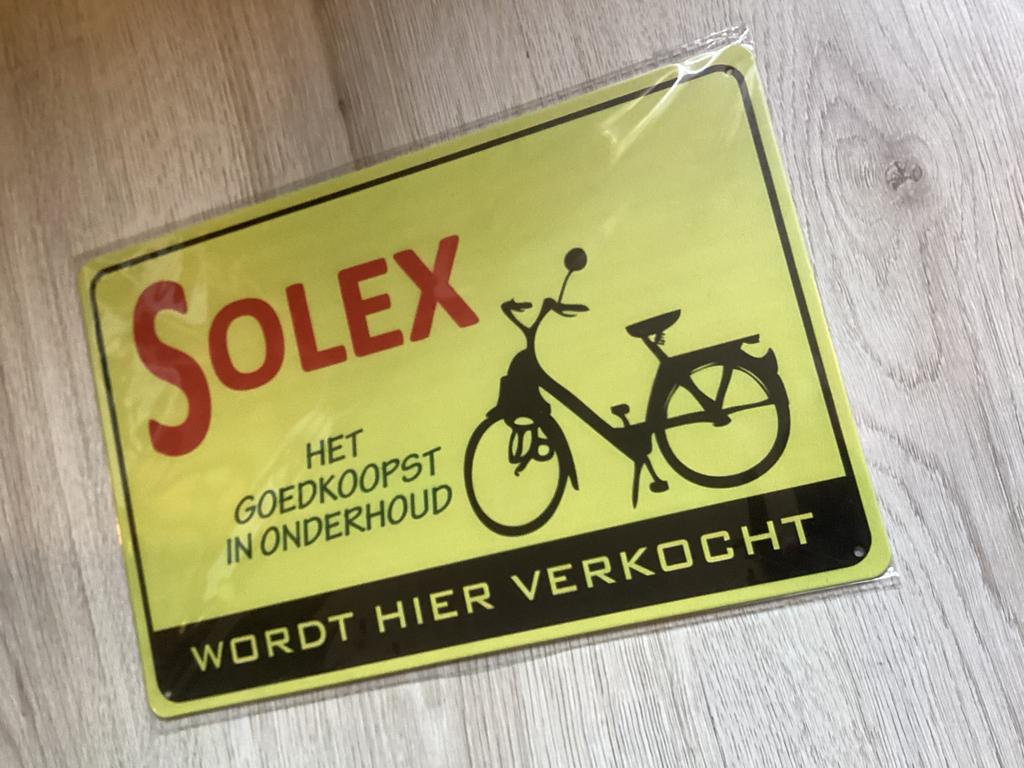 SOLEX
HET
GOEDKOOPST
IN ONDERHOUD
WORDT HIER VERKOCHT